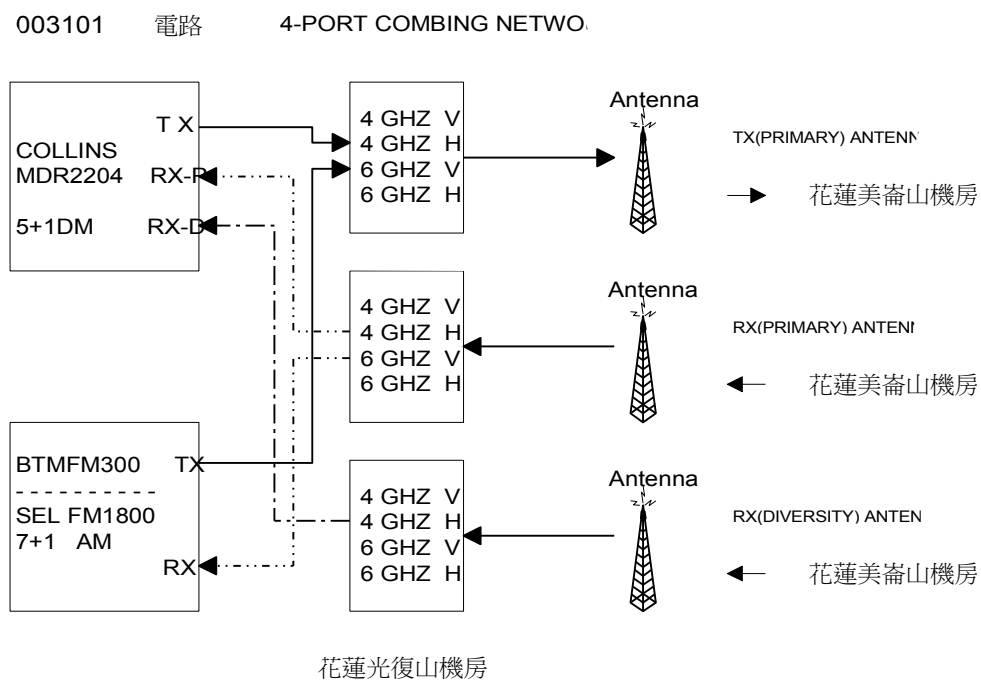 003101 電路 4-PORT COMBING NETWO
COLLINS
MDR2204
5+1DM
T X
RX-P
RX-D
4 GHZ V
4 GHZ H
6 GHZ V
6 GHZ H
Antenna
TX(PRIMARY) ANTENN
花蓮美崙山機房
4 GHZ V
4 GHZ H
6 GHZ V
6 GHZ H
Antenna
RX(PRIMARY) ANTEN
花蓮美崙山機房
BTMFM300
SEL FM1800
7+1 AM
TX
RX
4 GHZ V
4 GHZ H
6 GHZ V
6 GHZ H
Antenna
RX(DIVERSITY) ANTEN
花蓮美崙山機房
花蓮光復山機房